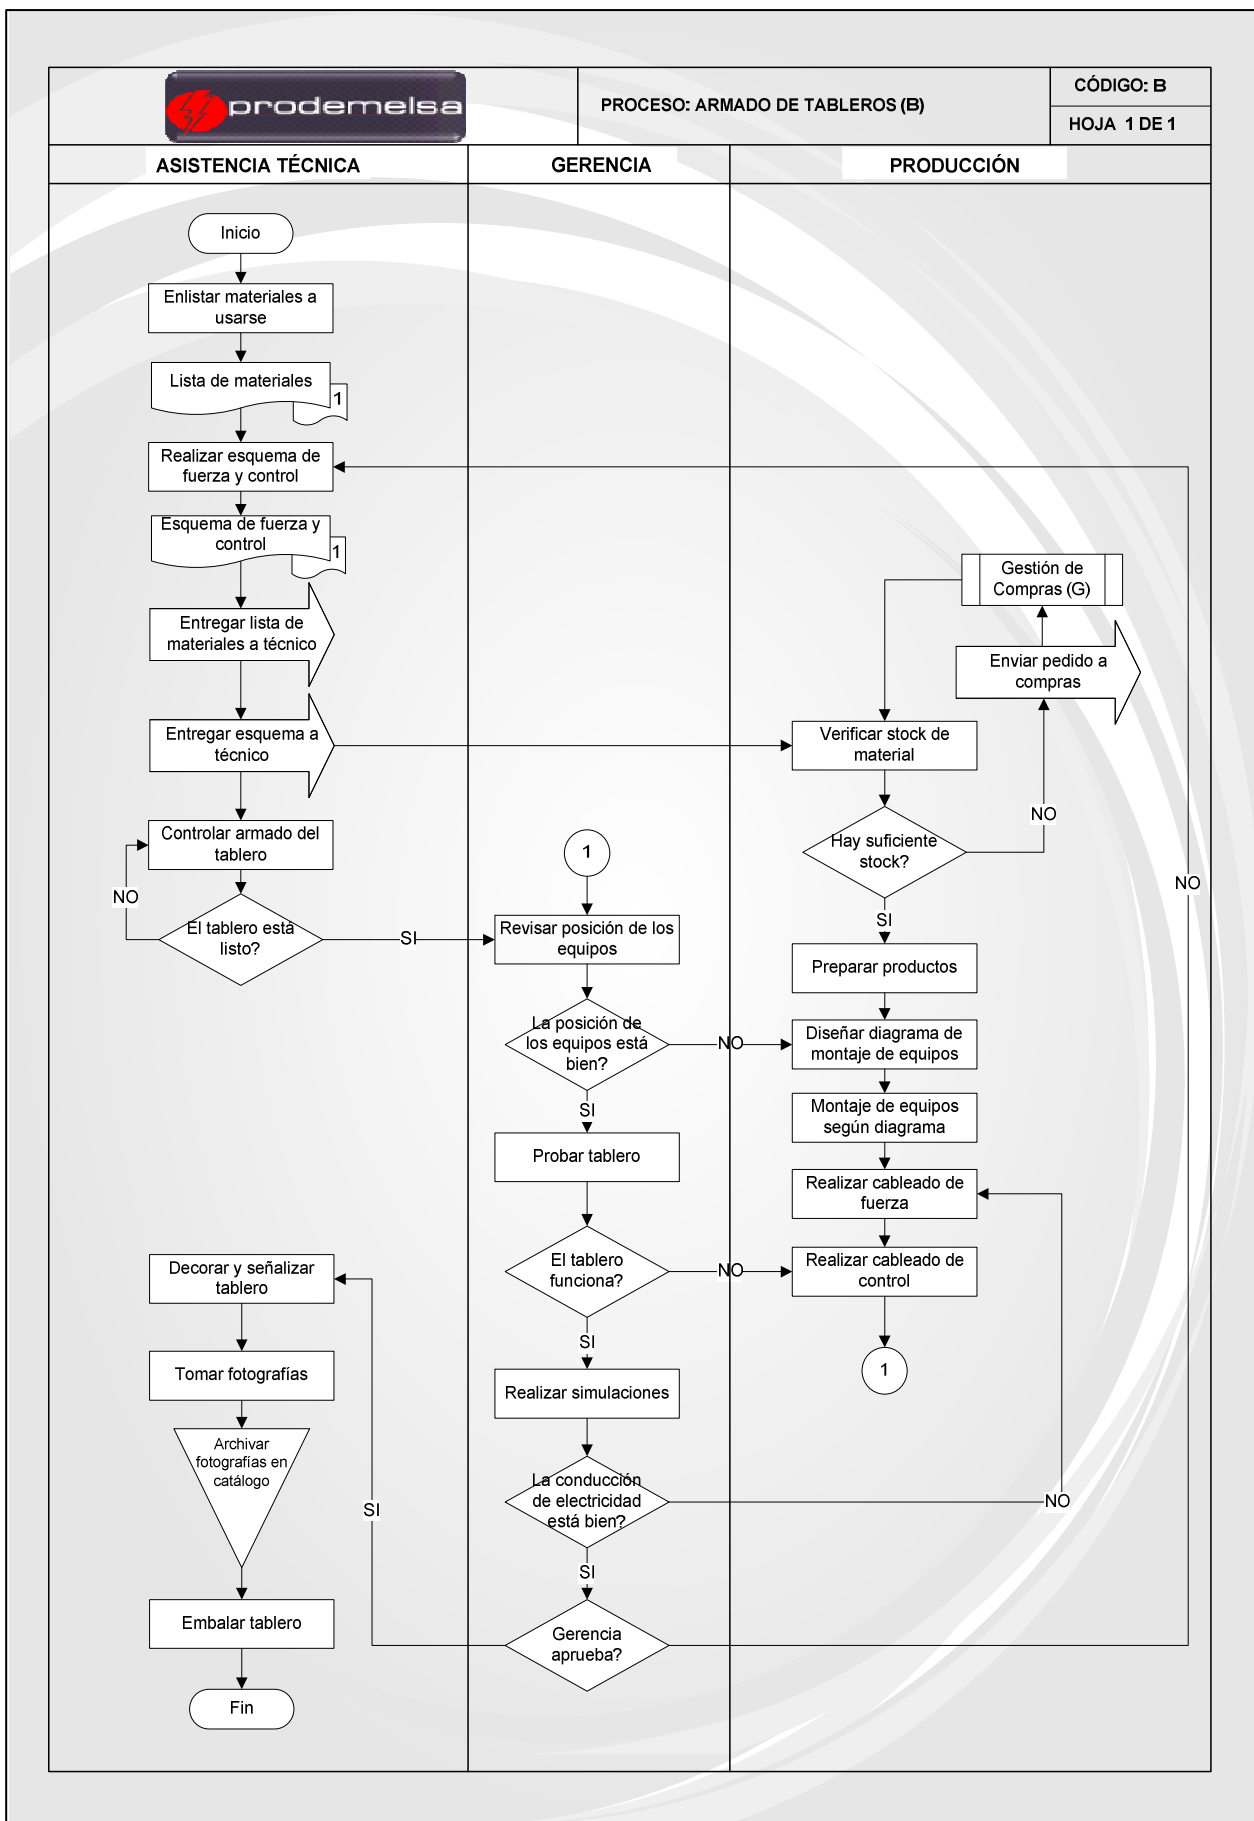 prodemelsa
PROCESO: ARMADO DE TABLEROS (B)
CÓDIGO: B
HOJA 1 DE 1
ASISTENCIA TÉCNICA
GERENCIA
PRODUCCIÓN
Inicio
Enlistar materiales a
usarse
Lista de materiales
1
Realizar esquema de
fuerza y control
Esquema de fuerza y
control
1
Entregar lista de
materiales a técnico
Entregar esquema a
técnico
Controlar armado del
tablero
NO
El tablero está
listo?
SI
Decorar y señalizar
tablero
Tomar fotografías
Archivar
fotografías en
catálogo
Embalar tablero
Fin
1
Revisar posición de los
equipos
La posición de
los equipos está
bien?
NO
SI
Probar tablero
El tablero
funciona?
NO
SI
Realizar simulaciones
La conducción
de electricidad
está bien?
NO
SI
Gerencia
aprueba?
SI
NO
Gestión de
Compras (G)
Enviar pedido a
compras
Verificar stock de
material
NO
Hay suficiente
stock?
SI
Preparar productos
Diseñar diagrama de
montaje de equipos
Montaje de equipos
según diagrama
Realizar cableado de
fuerza
Realizar cableado de
control
1